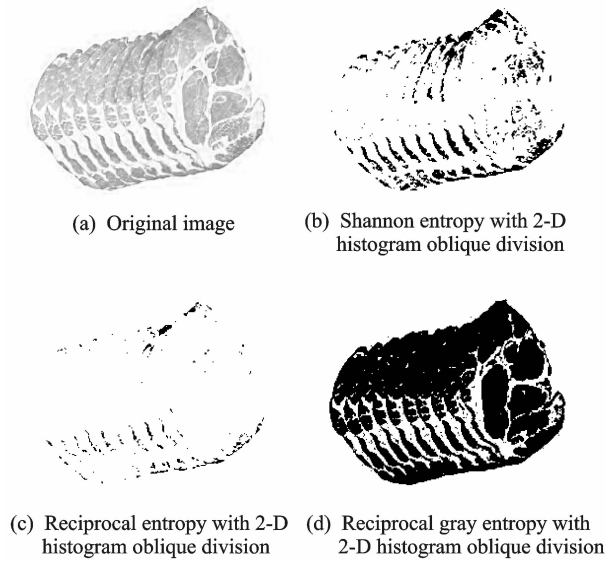 (a) Original image
(b) Shannon entropy with 2-D
histogram oblique division
(c) Reciprocal entropy with 2-D
histogram oblique division
(d) Reciprocal gray entropy with
2-D histogram oblique division